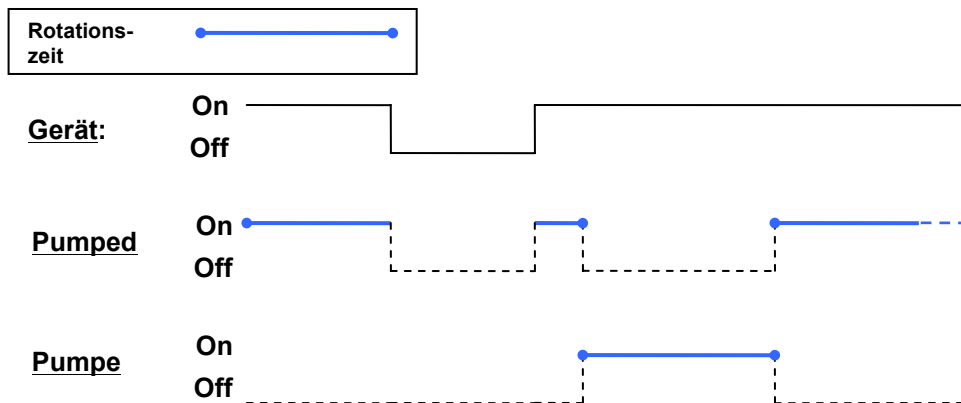 Rotations-
zeit
On
Gerät:
Off
On
Pumped
Off
On
Pumpe
Off